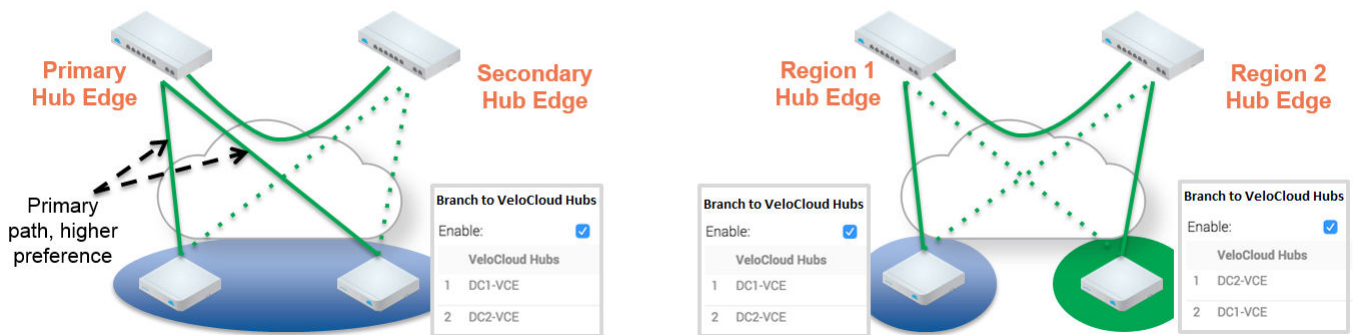 Primary
Hub Edge
Secondary
Hub Edge
Primary
path, higher
preference
Branch to VeloCloud Hubs
Enable:
VeloCloud Hubs
1 DC1-VCE
2 DC2-VCE
Region 1
Hub Edge
Region 2
Hub Edge
Branch to VeloCloud Hubs
Enable:
VeloCloud Hubs
1 DC1-VCE
2 DC2-VCE
Branch to VeloCloud Hubs
Enable:
VeloCloud Hubs
1 DC2-VCE
2 DC1-VCE